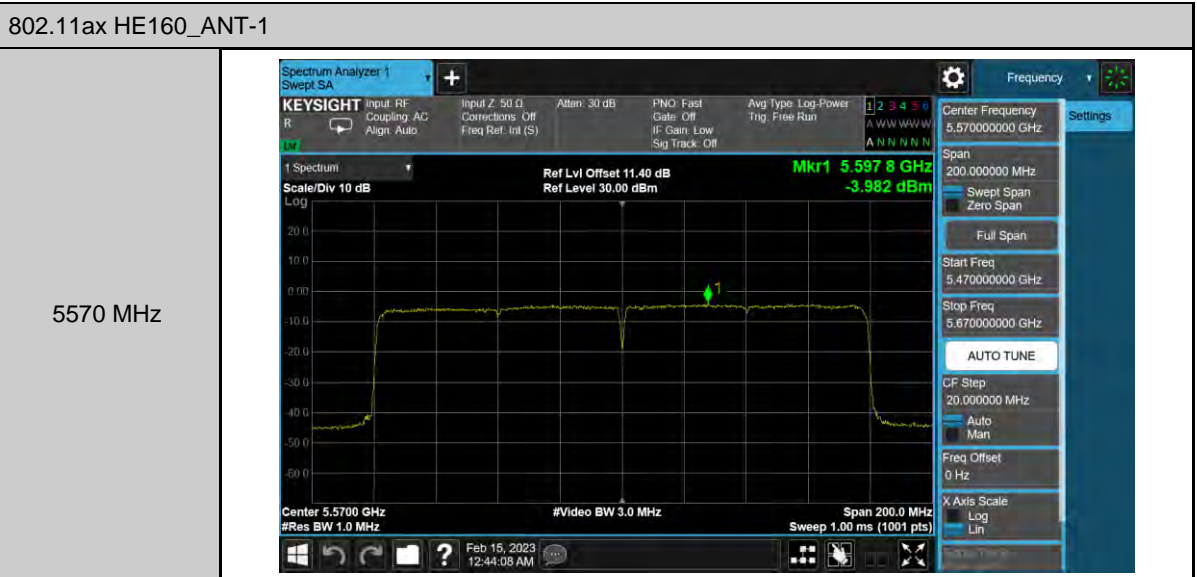 802.11ax HE160_ANT-1
5570 MHz
Spectrum Analyzer 1
Swept SA
+
Frequency
KEYSIGHT
R
Input: RF
Coupling: AC
Align: Auto
Input Z: 50 Ω
Corrections: Off
Freq Ref: Int (S)
Atten: 30 dB
PNO: Fast
Gate: Off
IF Gain: Low
Sig Track: Off
Avg Type: Log-Power
Trig: Free Run
1 2 3 4 5 6
A W W W W W
A N N N N N
1 Spectrum
Scale/Div 10 dB
Log
Ref Lvl Offset 11.40 dB
Ref Level 30.00 dBm
Mkr1 5.597 8 GHz
-3.982 dBm
20.0
10.0
0.00
-10.0
-20.0
-30.0
-40.0
-50.0
-60.0
1
Center 5.5700 GHz
#Res BW 1.0 MHz
#Video BW 3.0 MHz
Span 200.0 MHz
Sweep 1.00 ms (1001 pts)
Feb 15, 2023
12:44:08 AM
?
Settings
Center Frequency
5.570000000 GHz
Span
200.000000 MHz
Swept Span
Zero Span
Full Span
Start Freq
5.470000000 GHz
Stop Freq
5.670000000 GHz
AUTO TUNE
CF Step
20.000000 MHz
Auto
Man
Freq Offset
0 Hz
X Axis Scale
Log
Lin